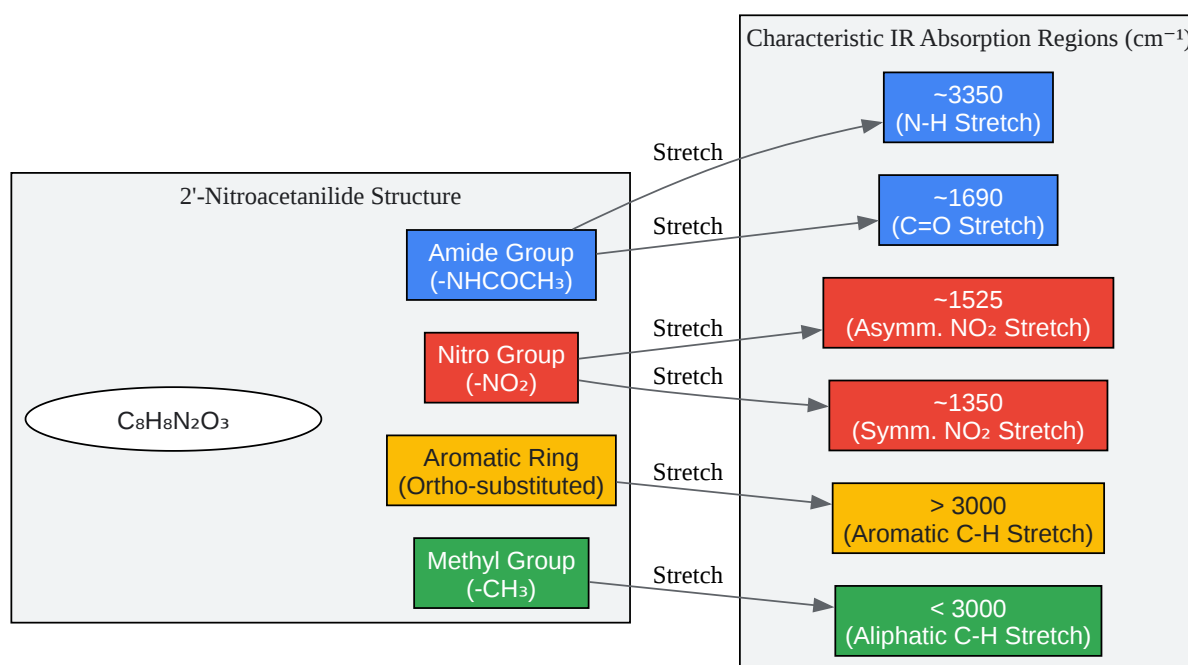 Characteristic IR Absorption Regions (cm⁻¹)
~3350
(N-H Stretch)
Stretch
2'-Nitroacetanilide Structure
~1690
(C=O Stretch)
Stretch
Amide Group
(-NHCOCH₃)
~1525
(Asymm. NO₂ Stretch)
Stretch
Nitro Group
(-NO₂)
Stretch
~1350
(Symm. NO₂ Stretch)
C₈H₈N₂O₃
Aromatic Ring
(Ortho-substituted)
Stretch
> 3000
(Aromatic C-H Stretch)
Methyl Group
(-CH₃)
Stretch
< 3000
(Aliphatic C-H Stretch)